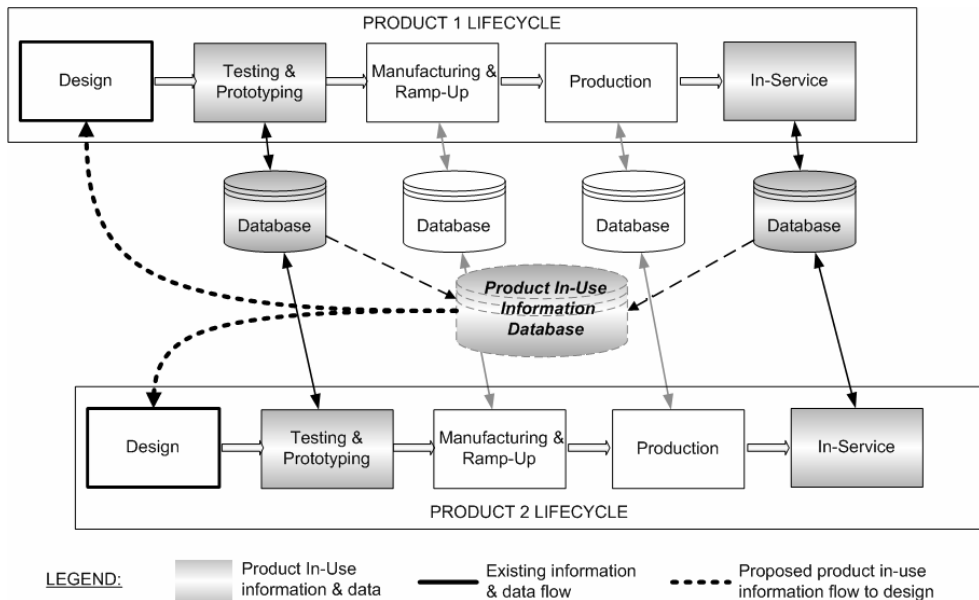 PRODUCT 1 LIFECYCLE
Design
Testing &
Prototyping
Manufacturing &
Ramp-Up
Production
In-Service
Database
Database
Database
Database
Product In-Use
Information
Database
Design
Testing &
Prototyping
Manufacturing &
Ramp-Up
Production
In-Service
PRODUCT 2 LIFECYCLE
LEGEND:
Product In-Use
information & data
Existing information
& data flow
Proposed product in-use
information flow to design